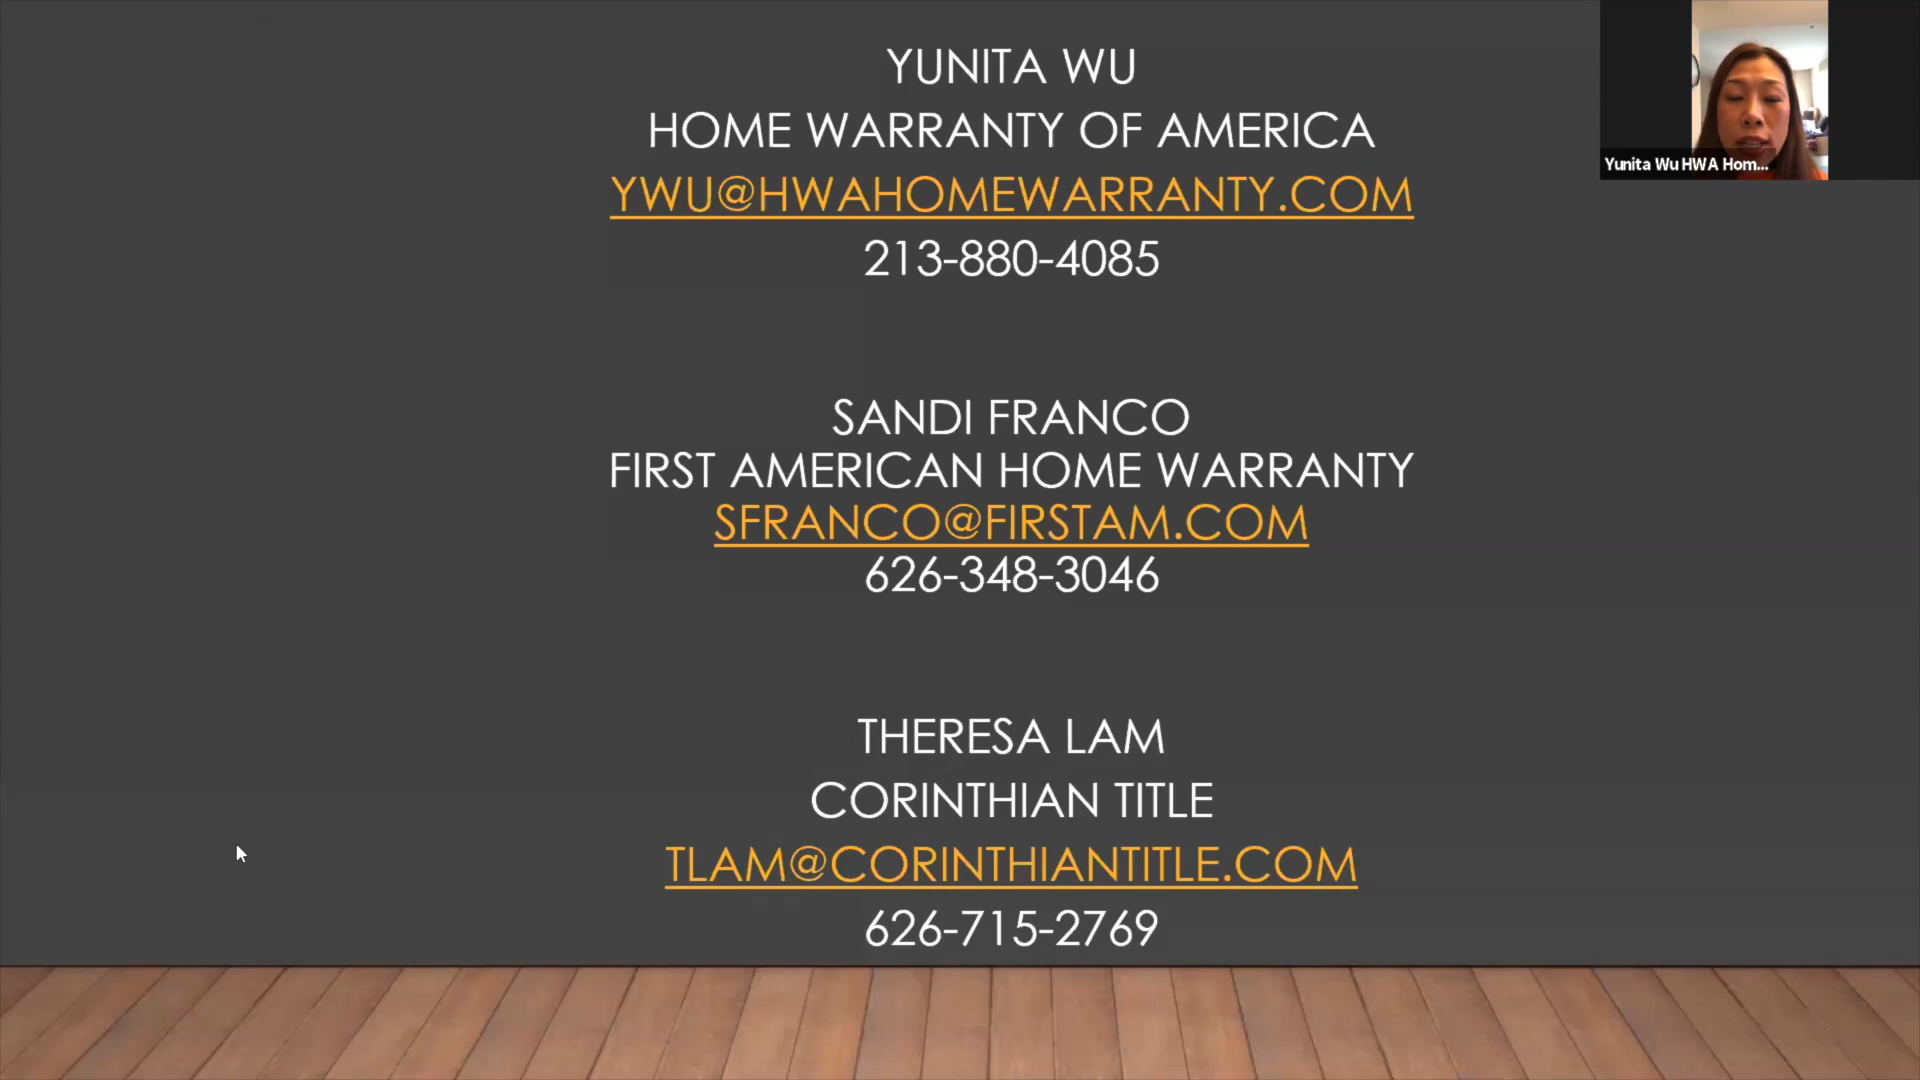 YUNITA WU
HOME WARRANTY OF AMERICA
YWU@HWAHOMEWARRANTY.COM
213-880-4085
SANDI FRANCO
FIRST AMERICAN HOME WARRANTY
SFRANCO@FIRSTAM.COM
626-348-3046
THERESA LAM
CORINTHIAN TITLE
TLAM@CORINTHIANTITLE.COM
626-715-2769
Yunita Wu HWA Hom...